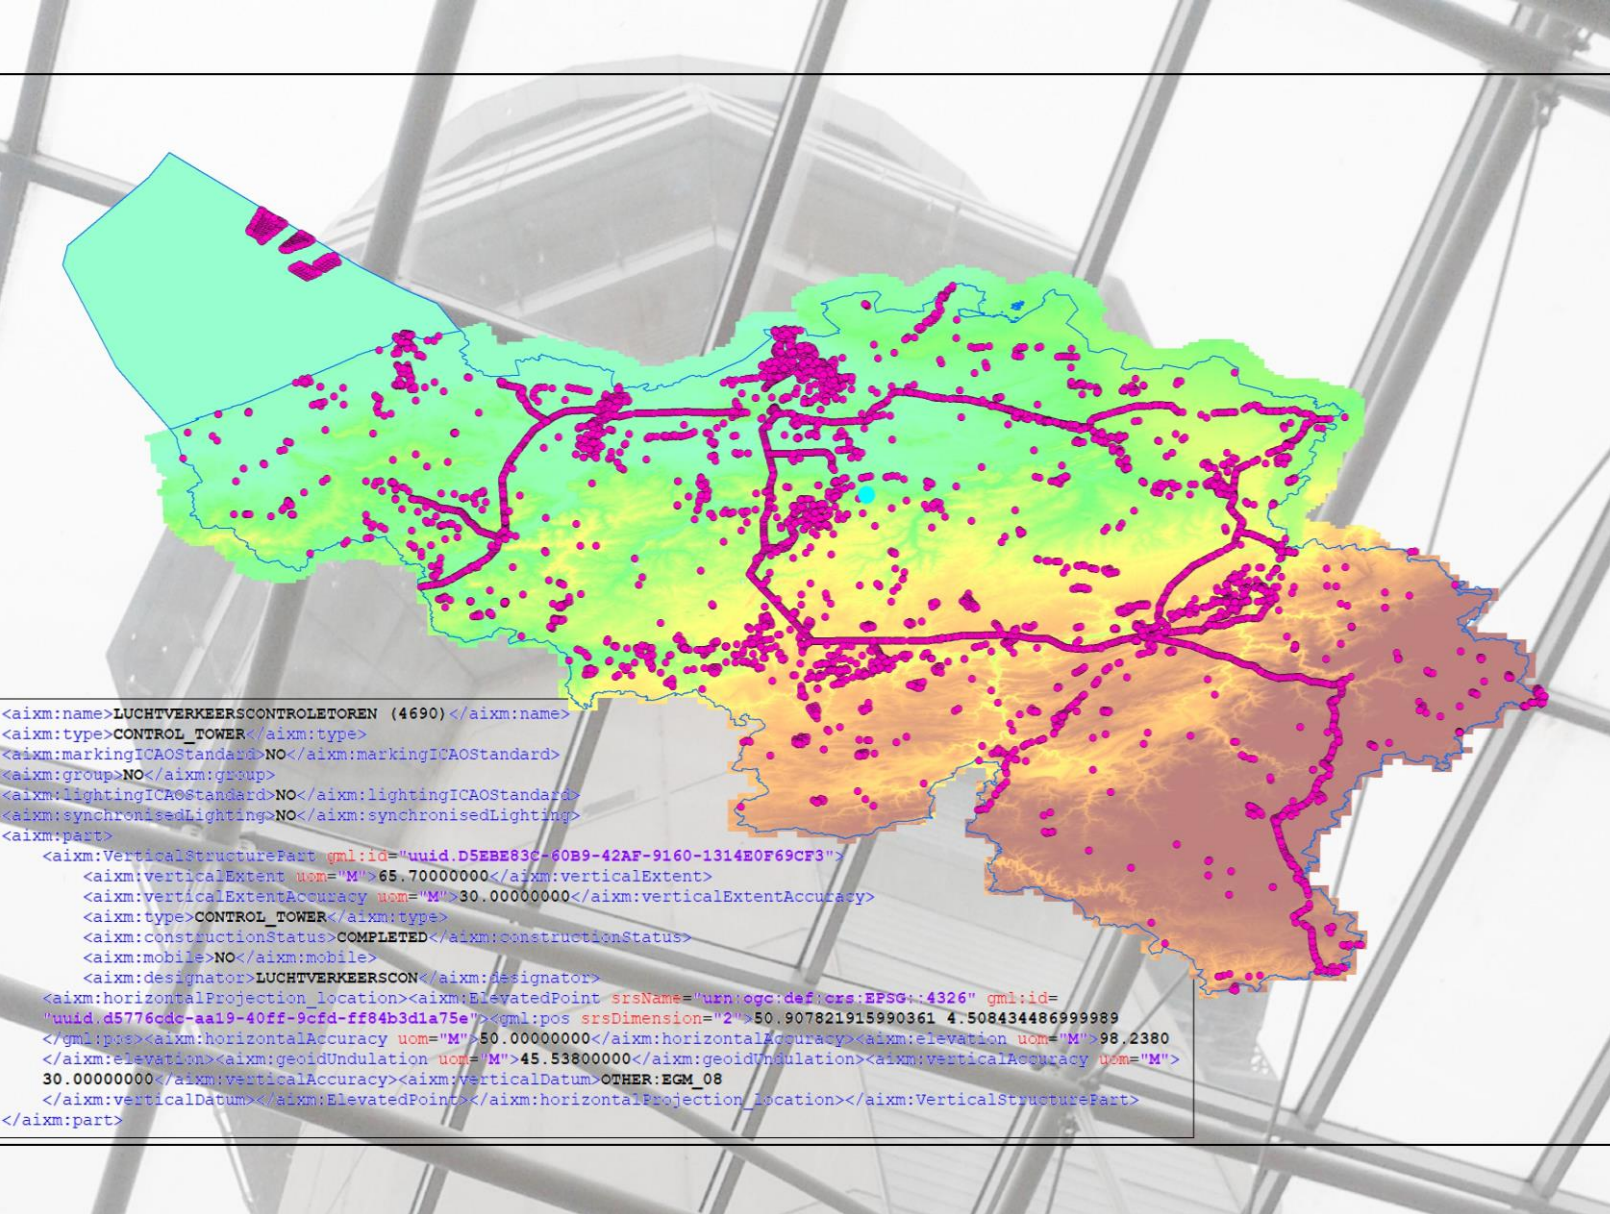 <aixm:name>LUCHTVERKEERSCONTROLETOREN (4690)</aixm:name>
<aixm:type>CONTROL_TOWER</aixm:type>
<aixm:markingICAOStandard>NO</aixm:markingICAOStandard>
<aixm:group>NO</aixm:group>
<aixm:lightingICAOStandard>NO</aixm:lightingICAOStandard>
<aixm:synchronisedLighting>NO</aixm:synchronisedLighting>
<aixm:part>
<aixm:VerticalStructurePart gml:id="uuid.D5EBE83C-60B9-42AF-9160-1314E0F69CF3">
<aixm:verticalExtent uom="M">65.70000000</aixm:verticalExtent>
<aixm:verticalExtentAccuracy uom="M">30.00000000</aixm:verticalExtentAccuracy>
<aixm:type>CONTROL_TOWER</aixm:type>
<aixm:constructionStatus>COMPLETED</aixm:constructionStatus>
<aixm:mobile>NO</aixm:mobile>
<aixm:designator>LUCHTVERKEERSCON</aixm:designator>
<aixm:horizontalProjection_location><aixm:ElevatedPoint srsName="urn:ogc:def:crs:EPSG::4326" gml:id=
"uuid.d5776cdc-aa19-40ff-9cfd-ff84b3d1a75e"><gml:pos srsDimension="2">50.907821915990361 4.508434486999989
</gml:pos><aixm:horizontalAccuracy uom="M">50.00000000</aixm:horizontalAccuracy><aixm:elevation uom="M">98.2380
</aixm:elevation><aixm:geoidUndulation uom="M">45.53800000</aixm:geoidUndulation><aixm:verticalAccuracy uom="M">
30.00000000</aixm:verticalAccuracy><aixm:verticalDatum>OTHER:EGM_08
</aixm:verticalDatum></aixm:ElevatedPoint></aixm:horizontalProjection_location></aixm:VerticalStructurePart>
</aixm:part>